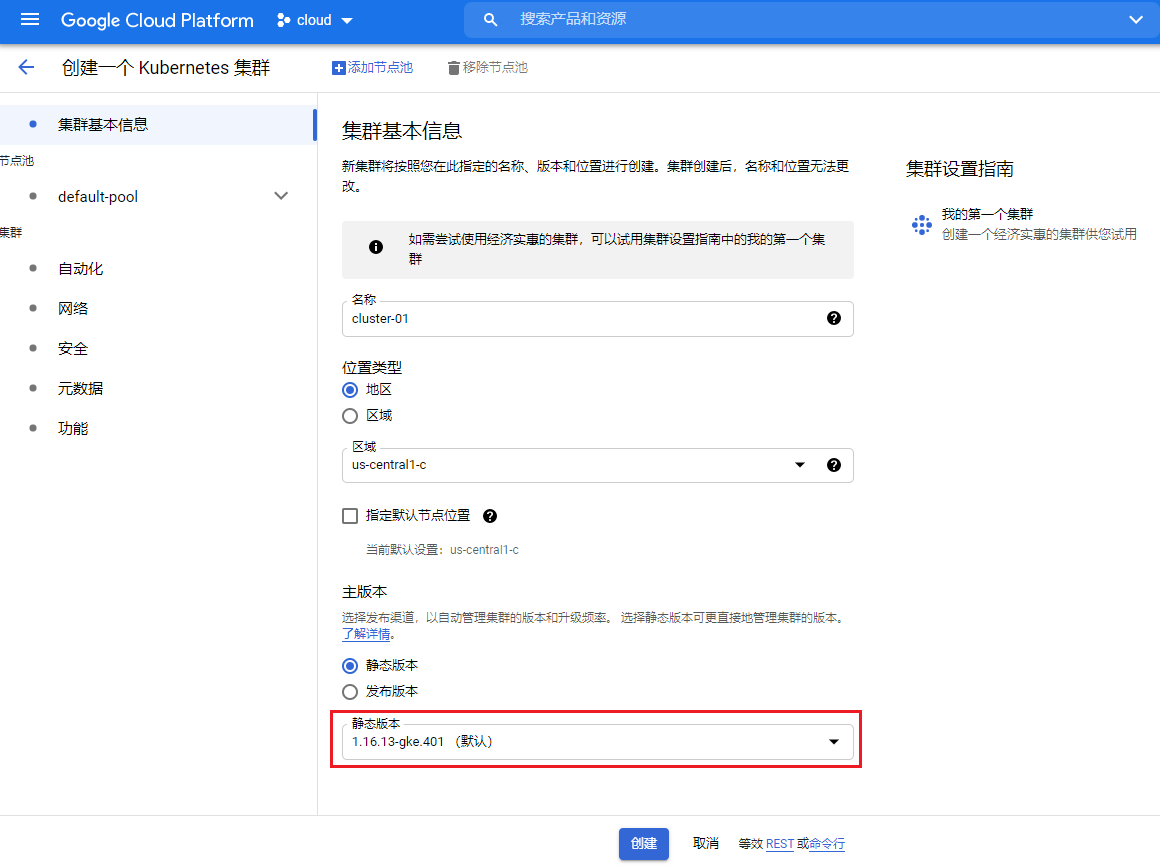 Google Cloud Platform
cloud
搜索产品和资源
创建一个 Kubernetes 集群
添加节点池
移除节点池
集群基本信息
节点池
default-pool
集群
自动化
网络
安全
元数据
功能
集群基本信息
新集群将按照您在此指定的名称、版本和位置进行创建。集群创建后，名称和位置无法更
改。
如需尝试使用经济实惠的集群，可以试用集群设置指南中的我的第一个集
群
名称
cluster-01
位置类型
地区
区域
区域
us-central1-c
指定默认节点位置
当前默认设置：us-central1-c
主版本
选择发布渠道，以自动管理集群的版本和升级频率。 选择静态版本可更直接地管理集群的版本。
了解详情。
静态版本
发布版本
静态版本
1.16.13-gke.401 （默认）
集群设置指南
我的第一个集群
创建一个经济实惠的集群供您试用
创建
取消
等效 REST 或命令行